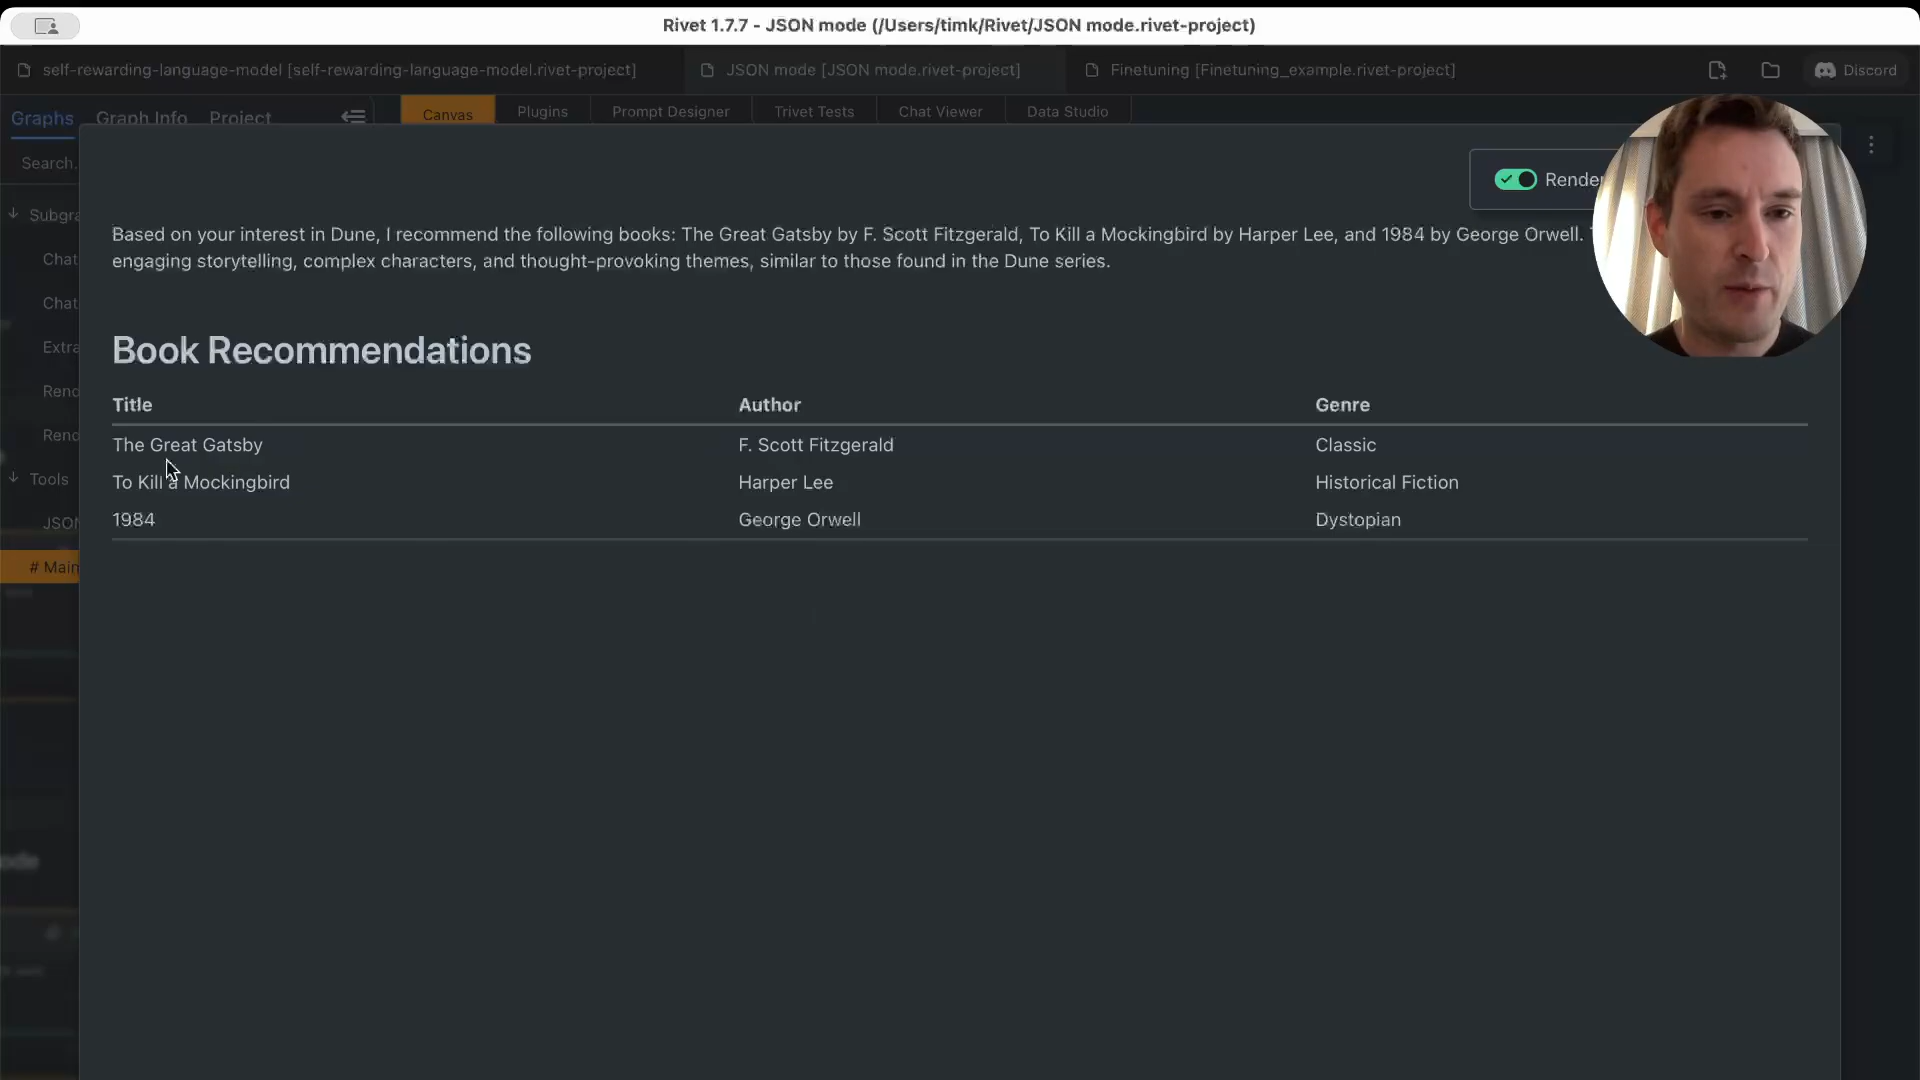 Rivet 1.7.7 - JSON mode (/Users/timk/Rivet/JSON mode.rivet-project)
self-rewarding-language-model [self-rewarding-language-model.rivet-project]
JSON mode [JSON mode.rivet-project]
Finetuning [Finetuning_example.rivet-project]
Discord
Graphs
Graph Info
Project
Canvas
Plugins
Prompt Designer
Trivet Tests
Chat Viewer
Data Studio
Search.
Render
Subgra
Based on your interest in Dune, I recommend the following books: The Great Gatsby by F. Scott Fitzgerald, To Kill a Mockingbird by Harper Lee, and 1984 by George Orwell.
engaging storytelling, complex characters, and thought-provoking themes, similar to those found in the Dune series.
Chat
Chat
Extra
Rend
Rend
Tools
JSON
# Main
Book Recommendations
Title Author Genre
The Great Gatsby F. Scott Fitzgerald Classic
To Kill a Mockingbird Harper Lee Historical Fiction
1984 George Orwell Dystopian
ode